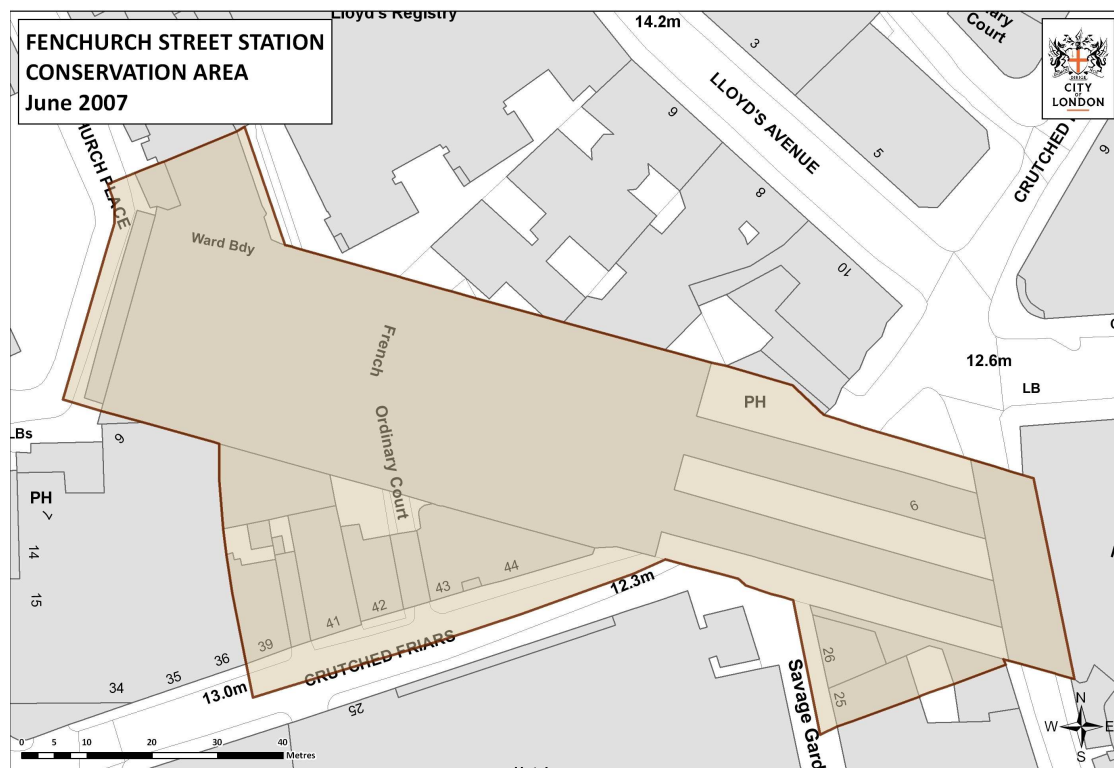 FENCHURCH STREET STATION
CONSERVATION AREA
June 2007
Lloyd's Registry
14.2m
Court
CITY
OF
LONDON
3
LLOYD'S AVENUE
9
5
8
10
CRUTCHED
9
HURCH PLACE
Ward Bdy
French
Ordinary Court
PH
12.6m
LB
6
LBs
9
PH
7
14
15
39
41
42
43
44
12.3m
CRUTCHED FRIARS
34
35
36
13.0m
25
26
25
Savage Gard
0 5 10 20 30 40
Metres
N
W E
S